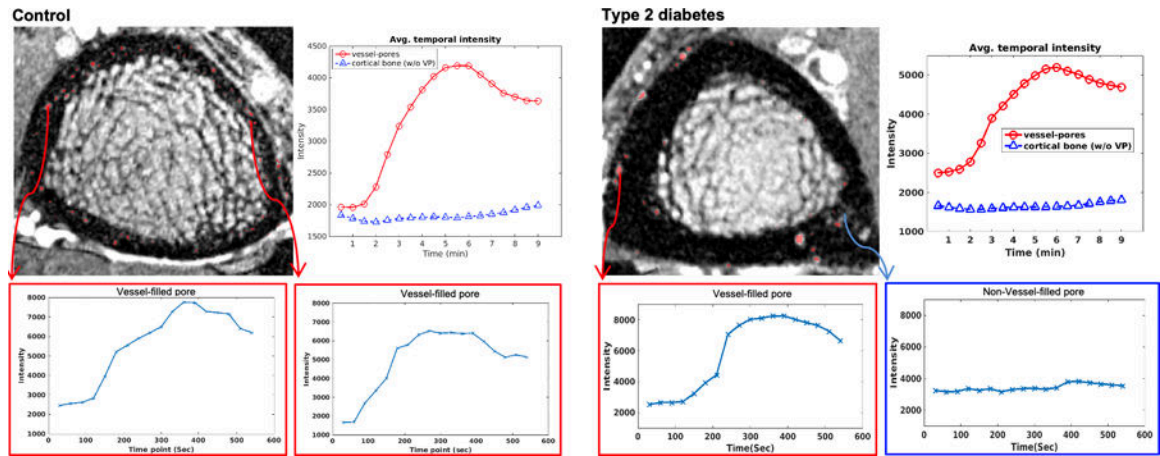 Control
Avg. temporal intensity
4500
4000
3500
3000
2500
2000
1500
Intensity
vessel-pores
cortical bone (w/o VP)
1 2 3 4 5 6 7 8 9
Time (min)
Vessel-filled pore
8000
7000
6000
5000
4000
3000
2000
1000
Intensity
0 100 200 300 400 500 600
Time point (Sec)
Vessel-filled pore
8000
7000
6000
5000
4000
3000
2000
1000
Intensity
0 100 200 300 400 500 600
Time point (sec)
Type 2 diabetes
Avg. temporal intensity
5000
4000
3000
2000
1000
Intensity
vessel-pores
cortical bone (w/o VP)
1 2 3 4 5 6 7 8 9
Time (min)
Vessel-filled pore
8000
6000
4000
2000
Intensity
0 100 200 300 400 500 600
Time(Sec)
Non-Vessel-filled pore
8000
6000
4000
2000
Intensity
0 100 200 300 400 500 600
Time(Sec)